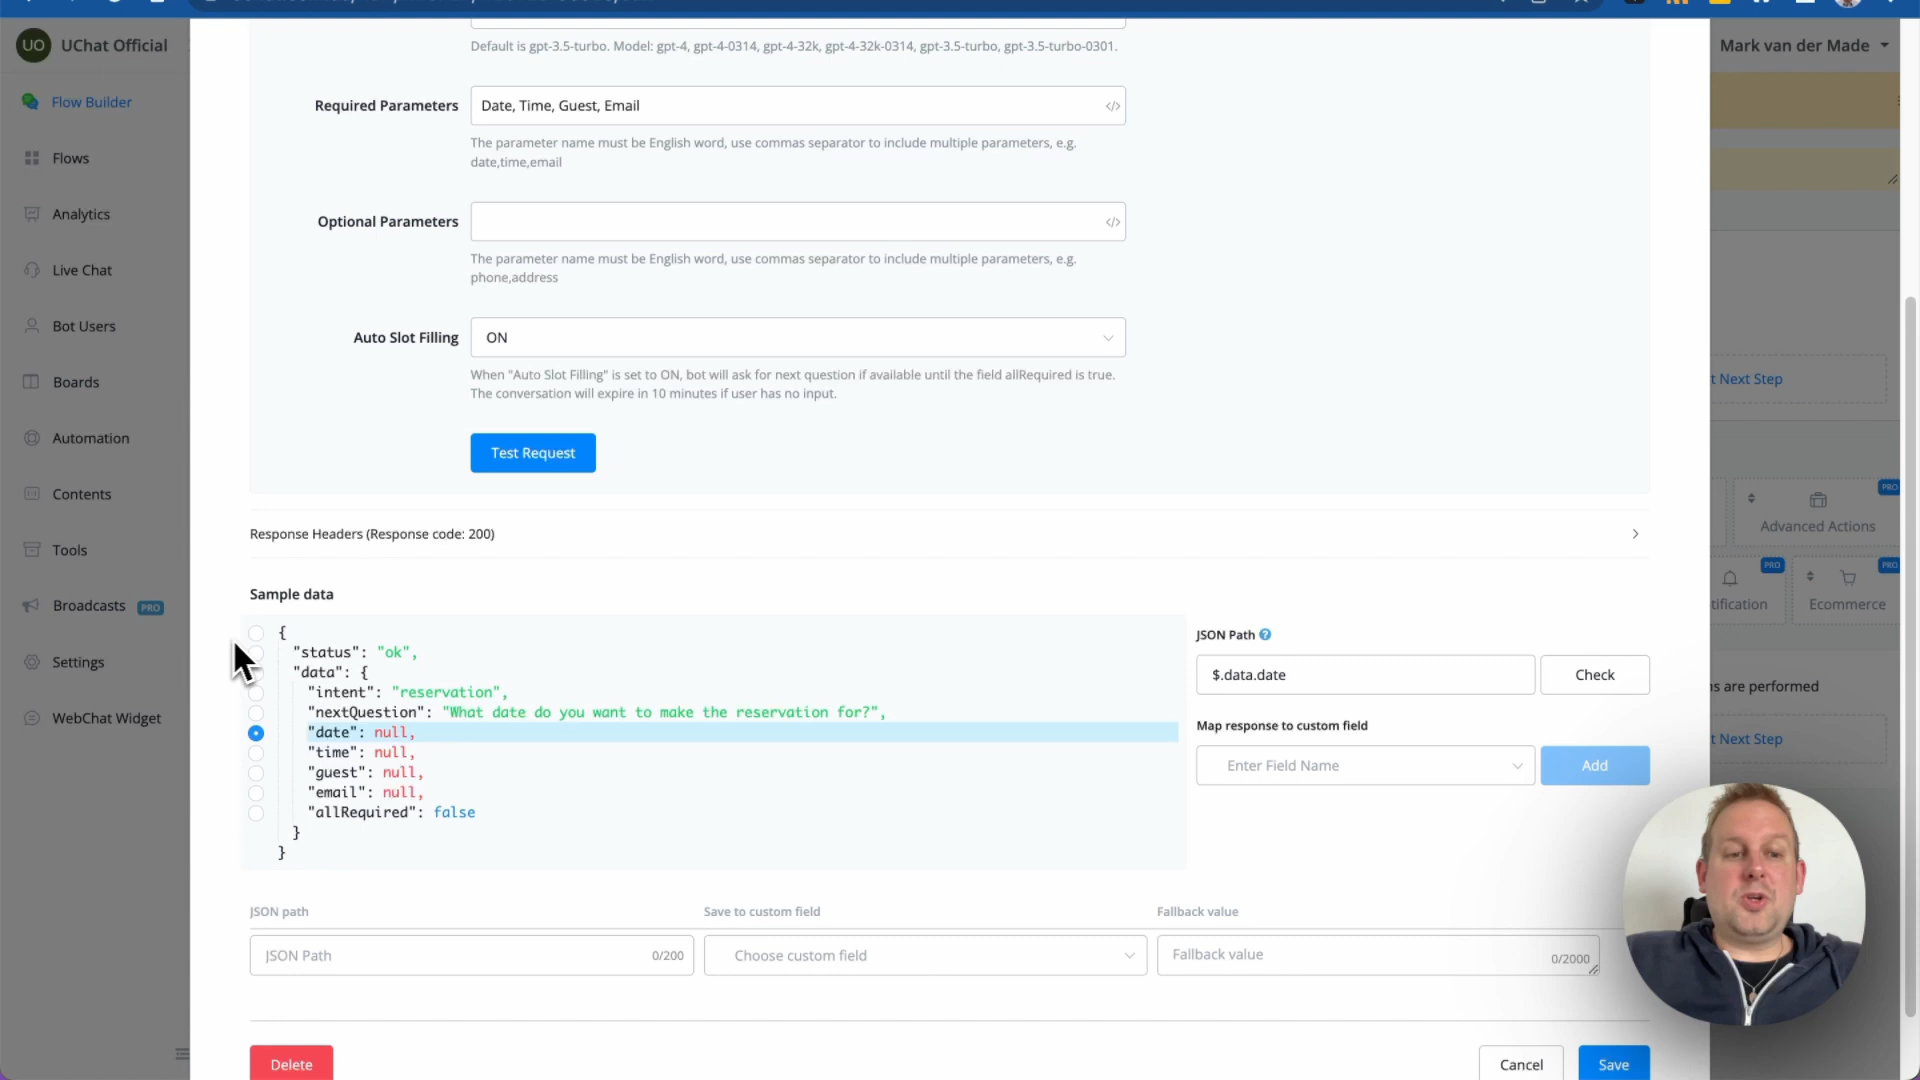 UO UChat Official
Mark van der Made
Flow Builder
Flows
Analytics
Live Chat
Bot Users
Boards
Automation
Contents
Tools
Broadcasts PRO
Settings
WebChat Widget
Default is gpt-3.5-turbo. Model: gpt-4, gpt-4-0314, gpt-4-32k, gpt-4-32k-0314, gpt-3.5-turbo, gpt-3.5-turbo-0301.
Required Parameters
Date, Time, Guest, Email </>
The parameter name must be English word, use commas separator to include multiple parameters, e.g.
date,time,email
Optional Parameters
</>
The parameter name must be English word, use commas separator to include multiple parameters, e.g.
phone,address
Auto Slot Filling
ON
When "Auto Slot Filling" is set to ON, bot will ask for next question if available until the field allRequired is true.
The conversation will expire in 10 minutes if user has no input.
Test Request
Response Headers (Response code: 200)
Sample data
{
"status": "ok",
"data": {
"intent": "reservation",
"nextQuestion": "What date do you want to make the reservation for?",
"date": null,
"time": null,
"guest": null,
"email": null,
"allRequired": false
}
}
JSON Path ?
$.data.date
Check
Map response to custom field
Enter Field Name
Add
JSON path
Save to custom field
Fallback value
JSON Path 0/200
Choose custom field
Fallback value 0/2000
Delete
Cancel
Save
t Next Step
PRO
Advanced Actions
PRO
PRO
tification
Ecommerce
ns are performed
t Next Step